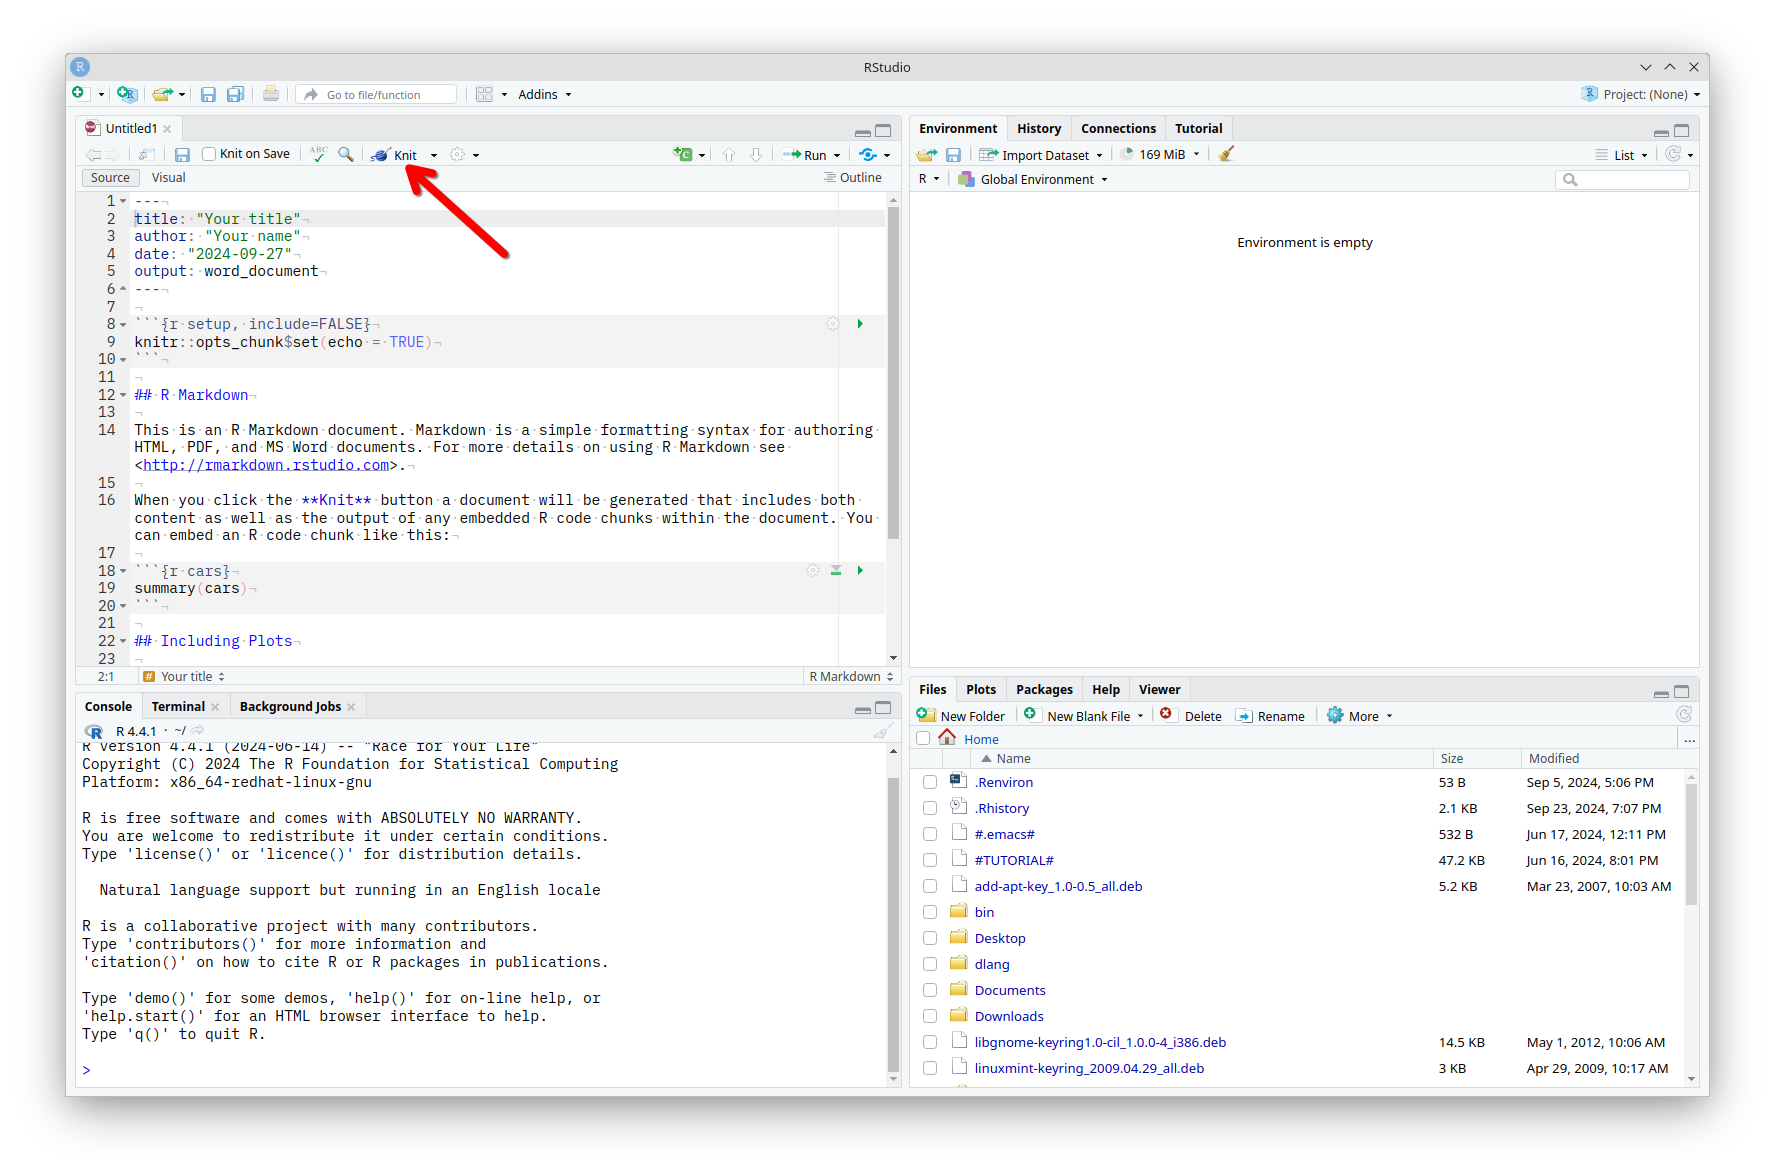 RStudio
Go to file/function
Addins
Project: (None)
Untitled1
Knit on Save
ABC
Knit
Run
Source
Visual
Outline
1 ---
2 title: "Your title"
3 author: "Your name"
4 date: "2024-09-27"
5 output: word_document
6 ---
7
8 ```{r setup, include=FALSE}
9 knitr::opts_chunk$set(echo = TRUE)
10 ```
11
12 ## R Markdown
13
14 This is an R Markdown document. Markdown is a simple formatting syntax for authoring
HTML, PDF, and MS Word documents. For more details on using R Markdown see
<http://rmarkdown.rstudio.com>.
15
16 When you click the **Knit** button a document will be generated that includes both
content as well as the output of any embedded R code chunks within the document. You
can embed an R code chunk like this:
17
18 ```{r cars}
19 summary(cars)
20 ```
21
22 ## Including Plots
23
2:1
# Your title
R Markdown
Console
Terminal
Background Jobs
R 4.4.1 · ~/
R version 4.4.1 (2024-06-14) -- "Race for Your Life"
Copyright (C) 2024 The R Foundation for Statistical Computing
Platform: x86_64-redhat-linux-gnu
R is free software and comes with ABSOLUTELY NO WARRANTY.
You are welcome to redistribute it under certain conditions.
Type 'license()' or 'licence()' for distribution details.
Natural language support but running in an English locale
R is a collaborative project with many contributors.
Type 'contributors()' for more information and
'citation()' on how to cite R or R packages in publications.
Type 'demo()' for some demos, 'help()' for on-line help, or
'help.start()' for an HTML browser interface to help.
Type 'q()' to quit R.
>
Environment
History
Connections
Tutorial
Import Dataset
169 MiB
List
R
Global Environment
Environment is empty
Files
Plots
Packages
Help
Viewer
New Folder
New Blank File
Delete
Rename
More
Home
...
Name Size Modified
.Renviron 53 B Sep 5, 2024, 5:06 PM
.Rhistory 2.1 KB Sep 23, 2024, 7:07 PM
#.emacs# 532 B Jun 17, 2024, 12:11 PM
#TUTORIAL# 47.2 KB Jun 16, 2024, 8:01 PM
add-apt-key_1.0-0.5_all.deb 5.2 KB Mar 23, 2007, 10:03 AM
bin
Desktop
dlang
Documents
Downloads
libgnome-keyring1.0-cil_1.0.0-4_i386.deb 14.5 KB May 1, 2012, 10:06 AM
linuxmint-keyring_2009.04.29_all.deb 3 KB Apr 29, 2009, 10:17 AM